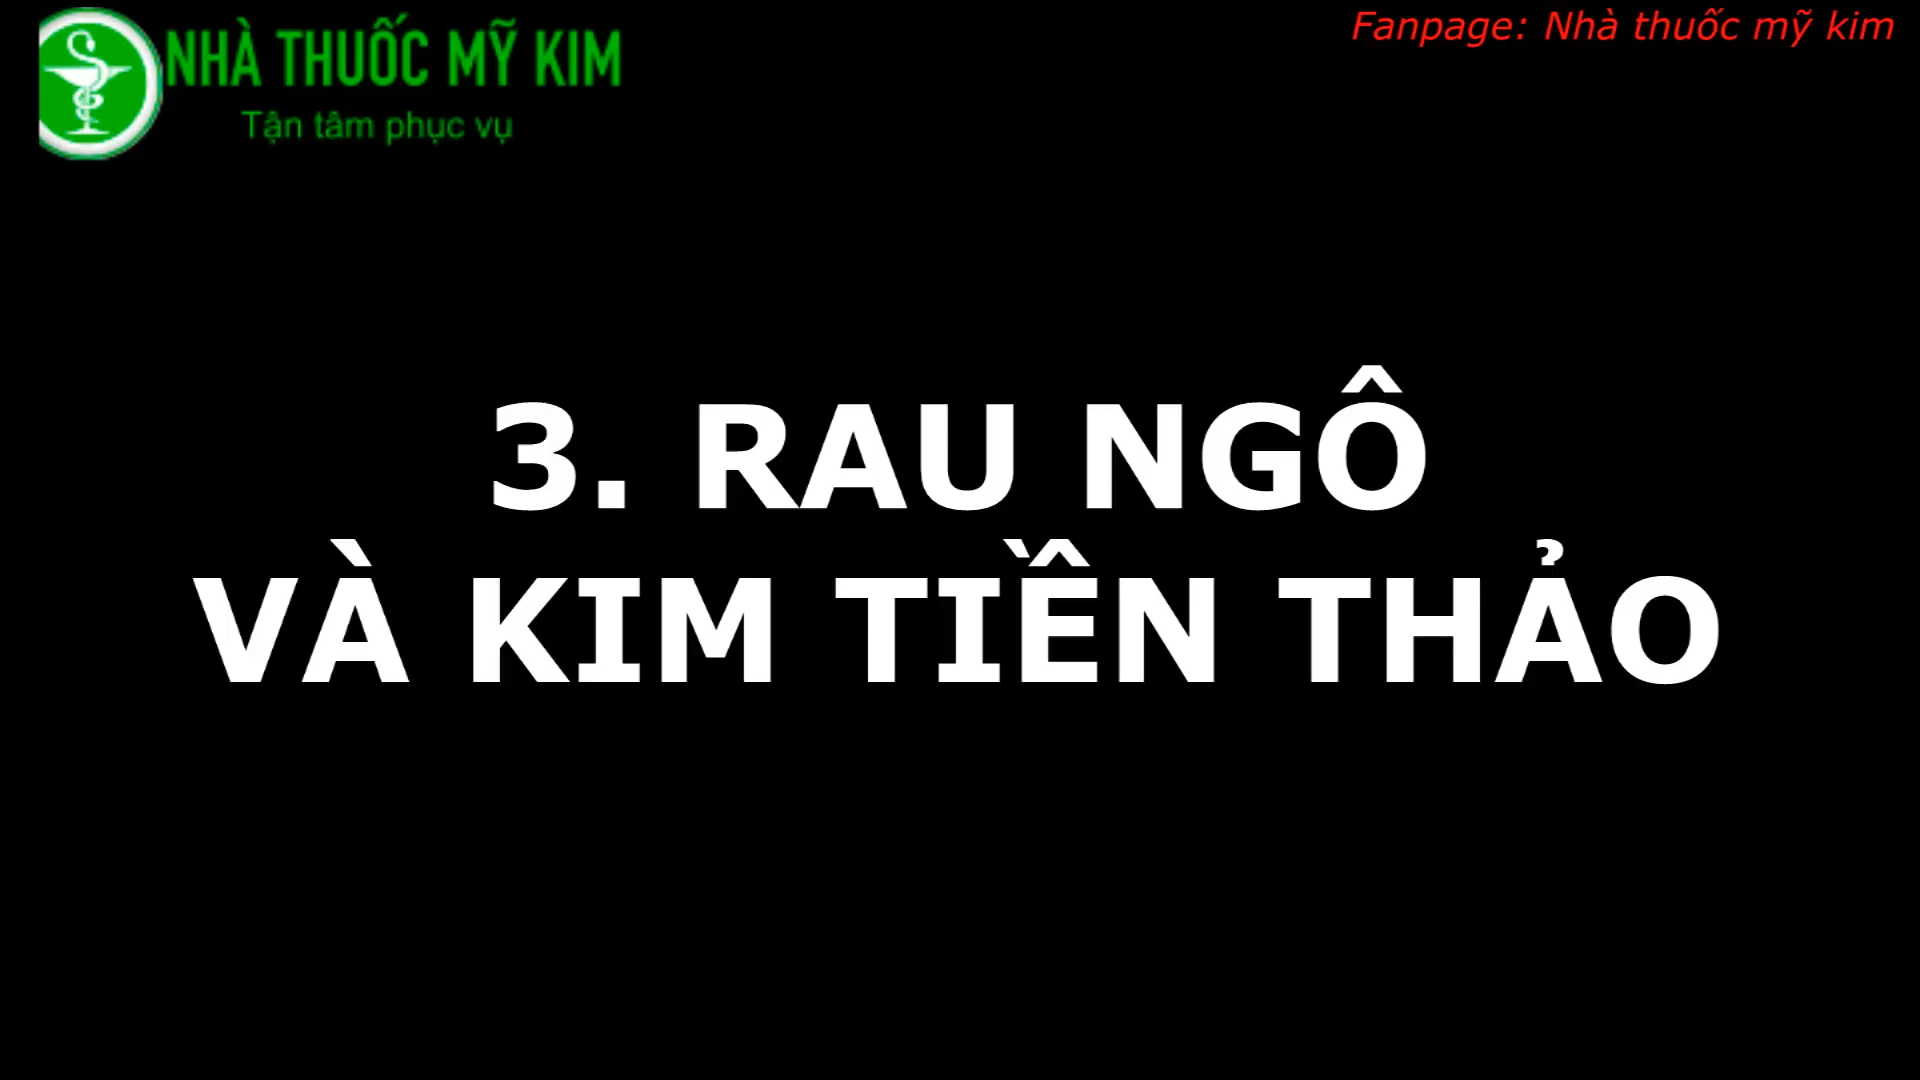 NHÀ THUỐC MỸ KIM
Tận tâm phục vụ
Fanpage: Nhà thuốc mỹ kim
3. RAU NGÔ
VÀ KIM TIỀN THẢO